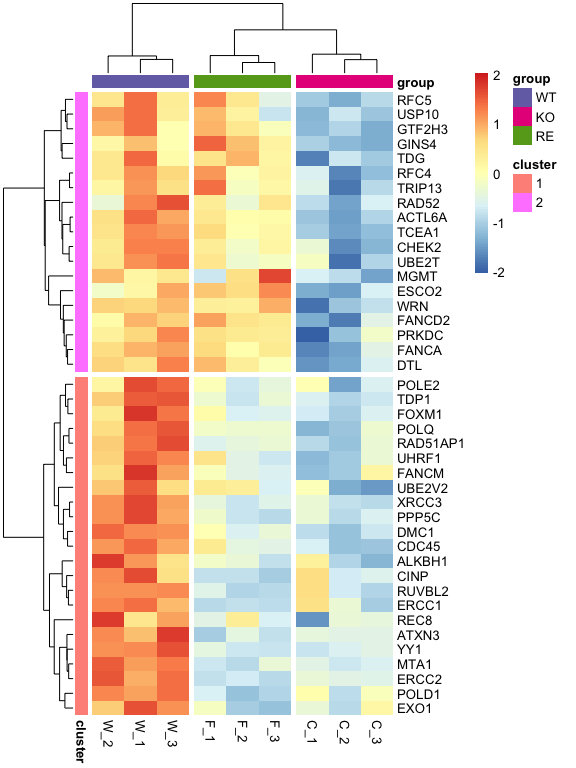 group
RFC5
USP10
GTF2H3
GINS4
TDG
RFC4
TRIP13
RAD52
ACTL6A
TCEA1
CHEK2
UBE2T
MGMT
ESCO2
WRN
FANCD2
PRKDC
FANCA
DTL
POLE2
TDP1
FOXM1
POLQ
RAD51AP1
UHRF1
FANCM
UBE2V2
XRCC3
PPP5C
DMC1
CDC45
ALKBH1
CINP
RUVBL2
ERCC1
REC8
ATXN3
YY1
MTA1
ERCC2
POLD1
EXO1
cluster
W_2
W_1
W_3
F_1
F_2
F_3
C_1
C_2
C_3
2
1
0
-1
-2
group
WT
KO
RE
cluster
1
2